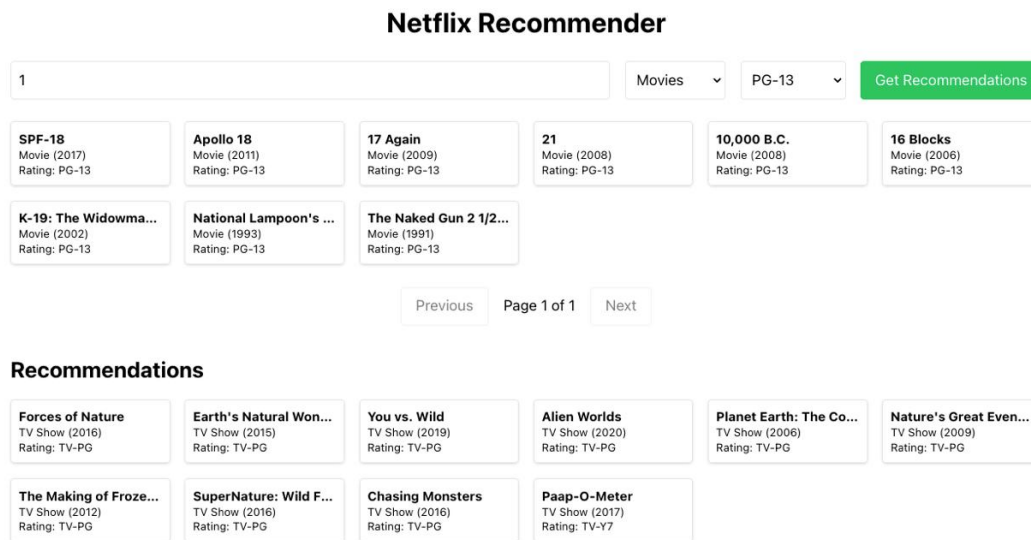 Netflix Recommender
1
Movies
PG-13
Get Recommendations
SPF-18
Movie (2017)
Rating: PG-13
Apollo 18
Movie (2011)
Rating: PG-13
17 Again
Movie (2009)
Rating: PG-13
21
Movie (2008)
Rating: PG-13
10,000 B.C.
Movie (2008)
Rating: PG-13
16 Blocks
Movie (2006)
Rating: PG-13
K-19: The Widowma...
Movie (2002)
Rating: PG-13
National Lampoon's ...
Movie (1993)
Rating: PG-13
The Naked Gun 2 1/2...
Movie (1991)
Rating: PG-13
Previous
Page 1 of 1
Next
Recommendations
Forces of Nature
TV Show (2016)
Rating: TV-PG
Earth's Natural Won...
TV Show (2015)
Rating: TV-PG
You vs. Wild
TV Show (2019)
Rating: TV-PG
Alien Worlds
TV Show (2020)
Rating: TV-PG
Planet Earth: The Co...
TV Show (2006)
Rating: TV-PG
Nature's Great Even...
TV Show (2009)
Rating: TV-PG
The Making of Froze...
TV Show (2012)
Rating: TV-PG
SuperNature: Wild F...
TV Show (2016)
Rating: TV-PG
Chasing Monsters
TV Show (2016)
Rating: TV-PG
Paap-O-Meter
TV Show (2017)
Rating: TV-Y7